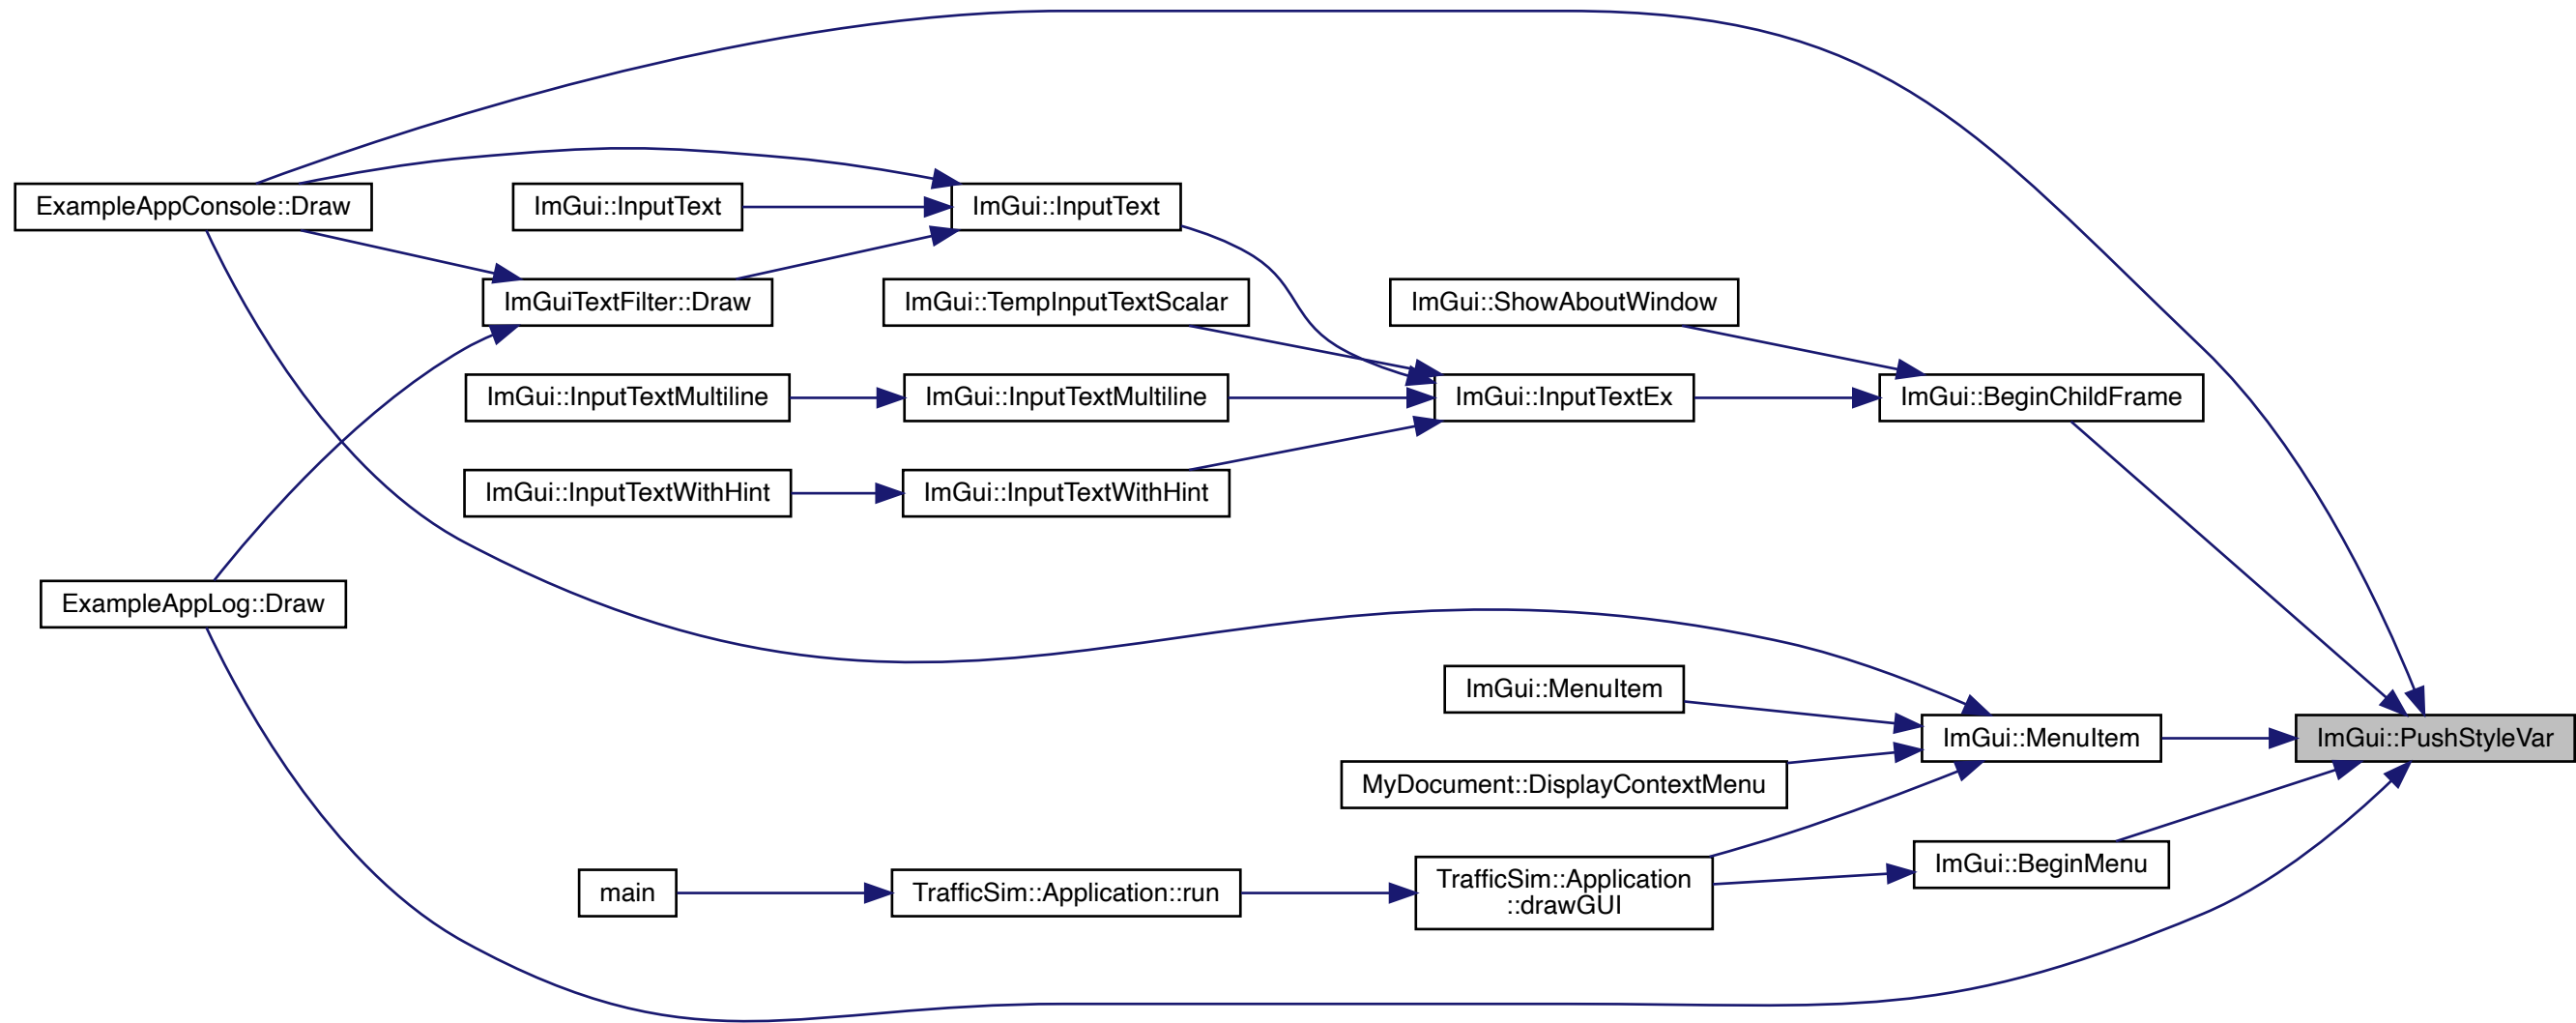 ExampleAppConsole::Draw
ImGui::InputText
ImGui::InputText
ImGuiTextFilter::Draw
ImGui::TempInputTextScalar
ImGui::ShowAboutWindow
ImGui::InputTextMultiline
ImGui::InputTextMultiline
ImGui::InputTextEx
ImGui::BeginChildFrame
ImGui::InputTextWithHint
ImGui::InputTextWithHint
ExampleAppLog::Draw
ImGui::MenuItem
ImGui::MenuItem
ImGui::PushStyleVar
MyDocument::DisplayContextMenu
ImGui::BeginMenu
main
TrafficSim::Application::run
TrafficSim::Application
::drawGUI